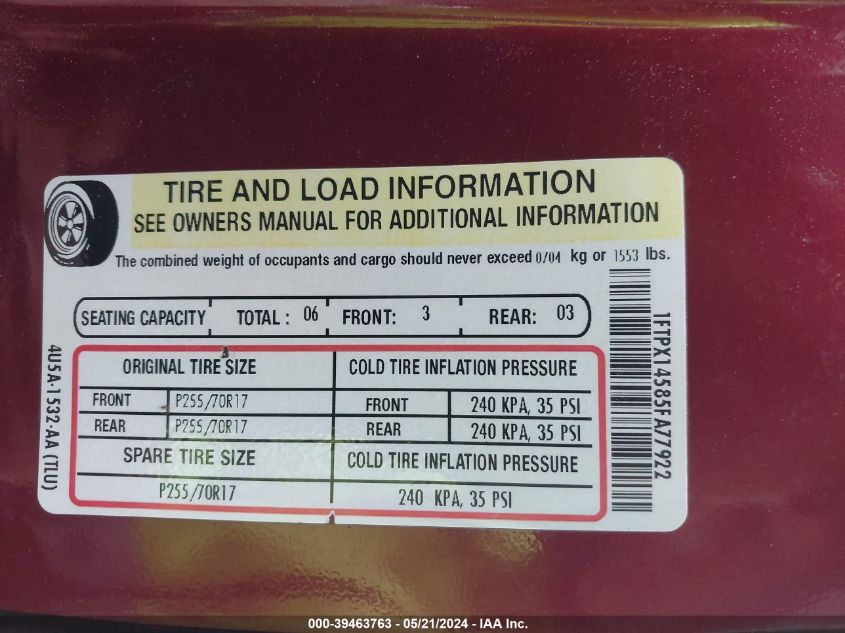 TIRE AND LOAD INFORMATION
SEE OWNERS MANUAL FOR ADDITIONAL INFORMATION
The combined weight of occupants and cargo should never exceed 0704 kg or 1553 lbs.
SEATING CAPACITY TOTAL : 06 FRONT: 3 REAR: 03
ORIGINAL TIRE SIZE COLD TIRE INFLATION PRESSURE
FRONT P255/70R17 FRONT 240 KPA, 35 PSI
REAR P255/70R17 REAR 240 KPA, 35 PSI
SPARE TIRE SIZE COLD TIRE INFLATION PRESSURE
P255/70R17 240 KPA, 35 PSI
4U5A-1532-AA (TLU)
1FTPX14585FA77922
000-39463763 - 05/21/2024 - IAA Inc.